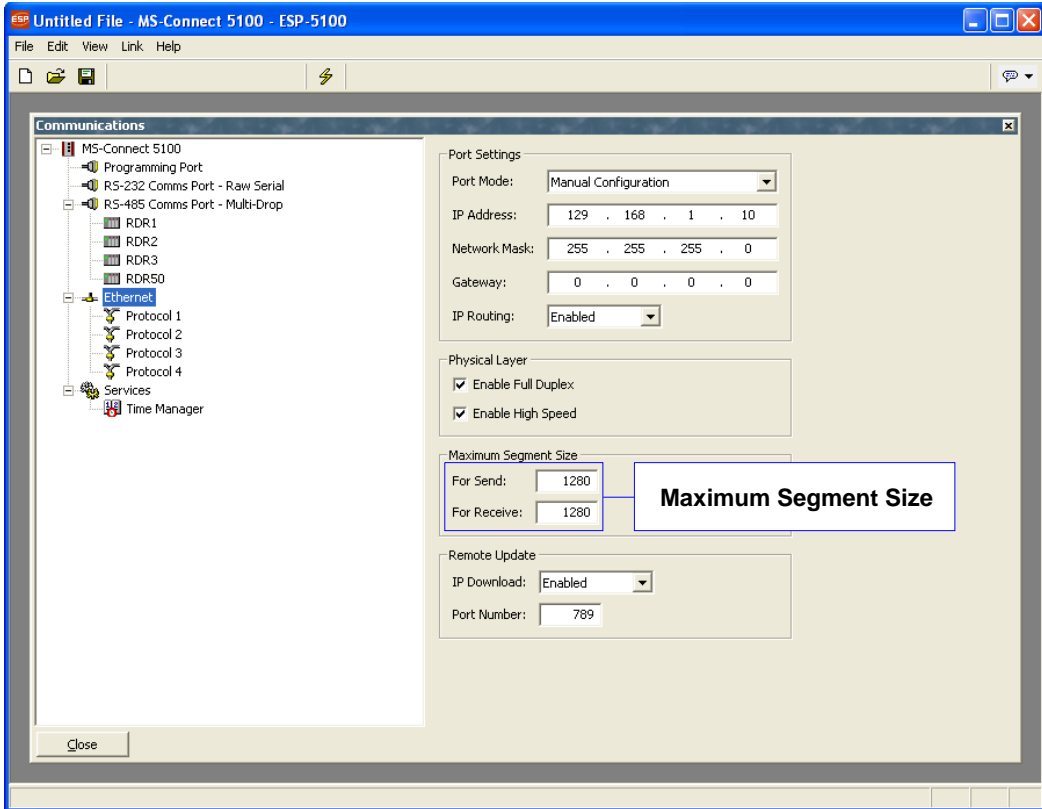 ESP Untitled File - MS-Connect 5100 - ESP-5100
File Edit View Link Help
Communications
MS-Connect 5100
Programming Port
RS-232 Comms Port - Raw Serial
RS-485 Comms Port - Multi-Drop
RDR1
RDR2
RDR3
RDR50
Ethernet
Protocol 1
Protocol 2
Protocol 3
Protocol 4
Services
Time Manager
Close
Port Settings
Port Mode: Manual Configuration
IP Address: 129 . 168 . 1 . 10
Network Mask: 255 . 255 . 255 . 0
Gateway: 0 . 0 . 0 . 0
IP Routing: Enabled
Physical Layer
Enable Full Duplex
Enable High Speed
Maximum Segment Size
For Send: 1280
For Receive: 1280
Maximum Segment Size
Remote Update
IP Download: Enabled
Port Number: 789